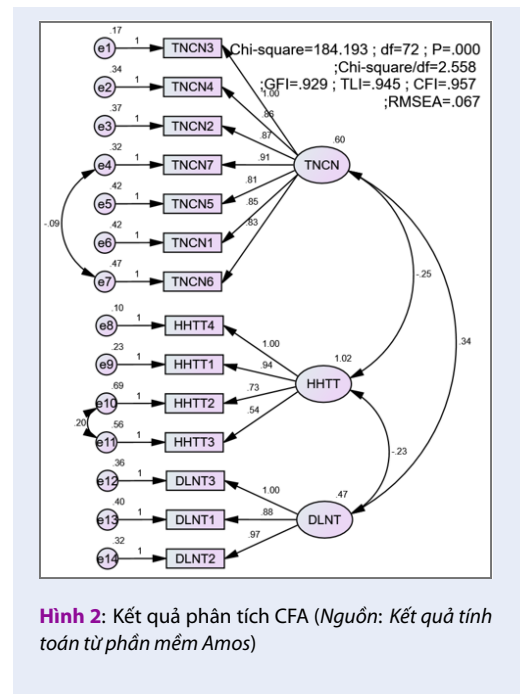 .17
e1 1 TNCN3 Chi-square=184.193 ; df=72 ; P=.000
;Chi-square/df=2.558
;GFI=.929 ; TLI=.945 ; CFI=.957
;RMSEA=.067
.34
e2 1 TNCN4 1.00
.37 .86
e3 1 TNCN2 .87
.32 .91 .60
e4 1 TNCN7 TNCN
.42 .81
e5 1 TNCN5
-.09 .42 .85
e6 1 TNCN1 .83
.47
e7 1 TNCN6 -.25
.10
e8 1 HHTT4 .34
.23 1.00
e9 1 HHTT1 .94 1.02
.69 HHTT
e10 1 HHTT2 .73
.20 .56 .54
e11 1 HHTT3 -.23
.36
e12 1 DLNT3 1.00 .47
.40 .88
e13 1 DLNT1 DLNT
.32 .97
e14 1 DLNT2
Hình 2: Kết quả phân tích CFA (Nguồn: Kết quả tính
toán từ phần mềm Amos)